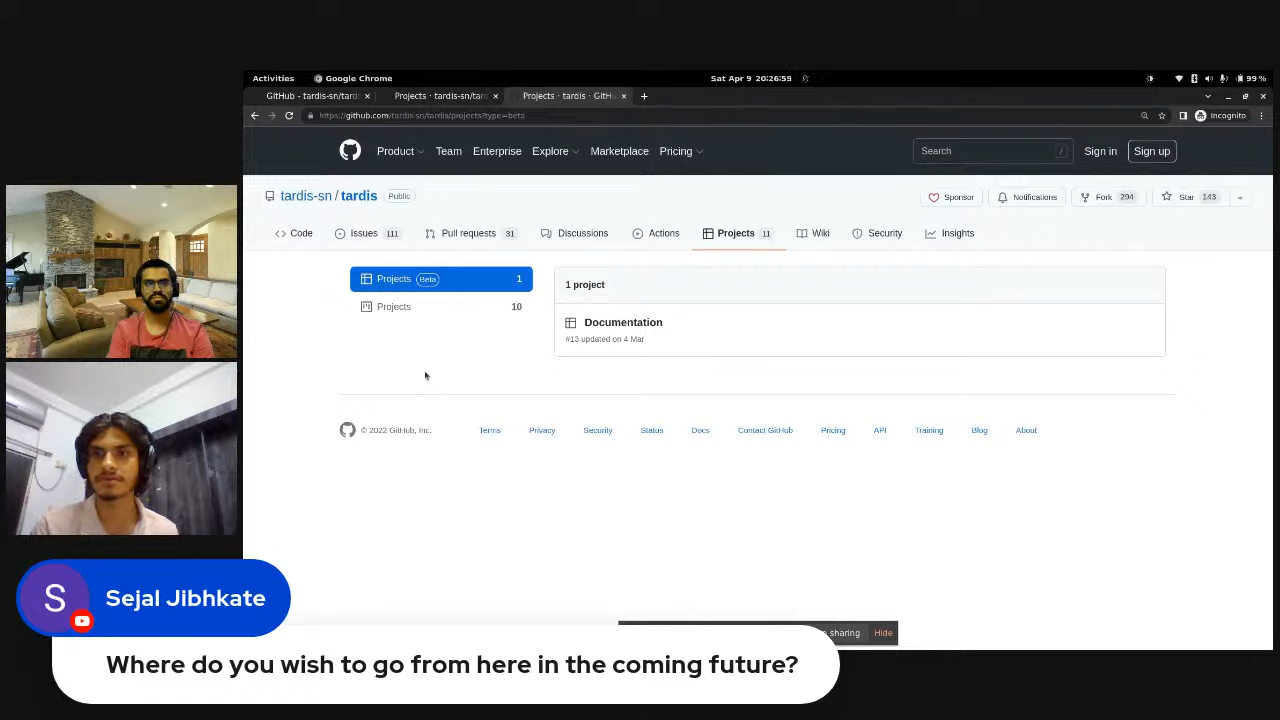 Activities Google Chrome Sat Apr 9 20:26:59 99 %
GitHub - tardis-sn/tardi Projects · tardis-sn/tard Projects · tardis · GitHu
https://github.com/tardis-sn/tardis/projects?type=beta Incognito
Product Team Enterprise Explore Marketplace Pricing Search / Sign in Sign up
tardis-sn / tardis Public Sponsor Notifications Fork 294 Star 143
Code Issues 111 Pull requests 31 Discussions Actions Projects 11 Wiki Security Insights
Projects Beta 1
Projects 10
1 project
Documentation
#13 updated on 4 Mar
© 2022 GitHub, Inc. Terms Privacy Security Status Docs Contact GitHub Pricing API Training Blog About
sharing Hide
S Sejal Jibhkate
Where do you wish to go from here in the coming future?